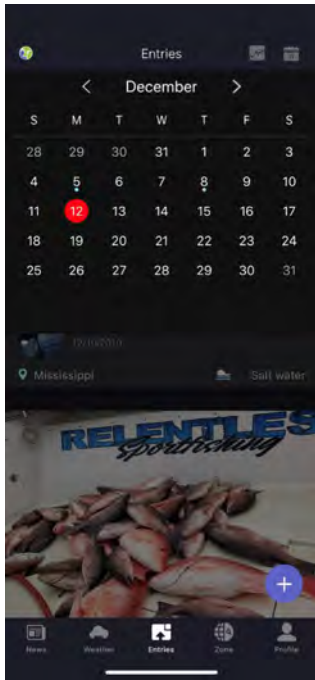 Entries
December
S M T W T F S
28 29 30 31 1 2 3
4 5 6 7 8 9 10
11 12 13 14 15 16 17
18 19 20 21 22 23 24
25 26 27 28 29 30 31
Mississippi Salt water
RELENTLES
Sportfishing
+
News Weather Entries Zone Profile